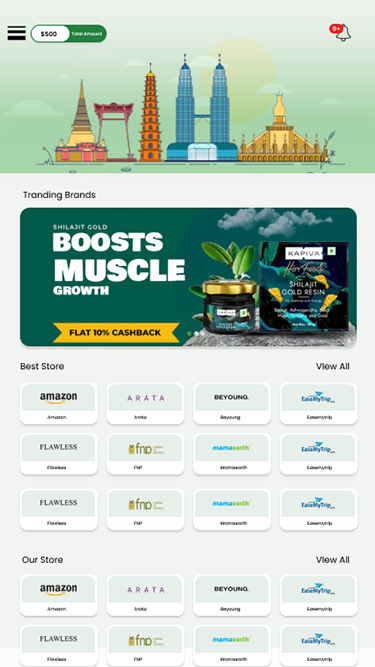 $500 Total Amount
9+
Tranding Brands
SHILAJIT GOLD
BOOSTS
MUSCLE
GROWTH
FLAT 10% CASHBACK
KAPIVA
Him Foods
SHILAJIT
GOLD RESIN
Best Store VIew All
amazon ARATA BEYOUNG. EaseMyTrip
Amazon Arata Beyoung Easemytrip
FLAWLESS fnp mamaearth EaseMyTrip
Flawless FNP Mamaearth Easemytrip
FLAWLESS fnp mamaearth EaseMyTrip
Flawless FNP Mamaearth Easemytrip
Our Store VIew All
amazon ARATA BEYOUNG. EaseMyTrip
Amazon Arata Beyoung Easemytrip
FLAWLESS fnp mamaearth EaseMyTrip
Flawless FNP Mamaearth Easemytrip